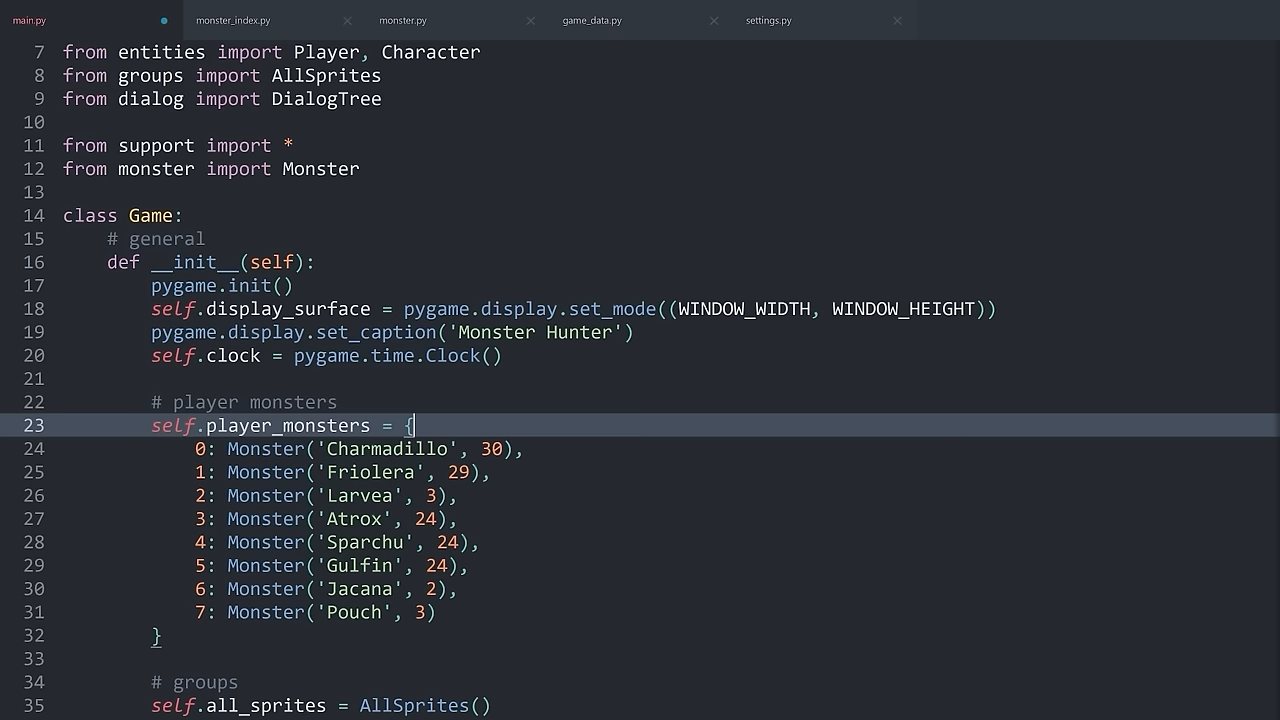 main.py monster_index.py monster.py game_data.py settings.py
7 from entities import Player, Character
8 from groups import AllSprites
9 from dialog import DialogTree
10
11 from support import *
12 from monster import Monster
13
14 class Game:
15     # general
16     def __init__(self):
17         pygame.init()
18         self.display_surface = pygame.display.set_mode((WINDOW_WIDTH, WINDOW_HEIGHT))
19         pygame.display.set_caption('Monster Hunter')
20         self.clock = pygame.time.Clock()
21
22         # player monsters
23         self.player_monsters = {
24             0: Monster('Charmadillo', 30),
25             1: Monster('Friolera', 29),
26             2: Monster('Larvea', 3),
27             3: Monster('Atrox', 24),
28             4: Monster('Sparchu', 24),
29             5: Monster('Gulfin', 24),
30             6: Monster('Jacana', 2),
31             7: Monster('Pouch', 3)
32         }
33
34         # groups
35         self.all_sprites = AllSprites()